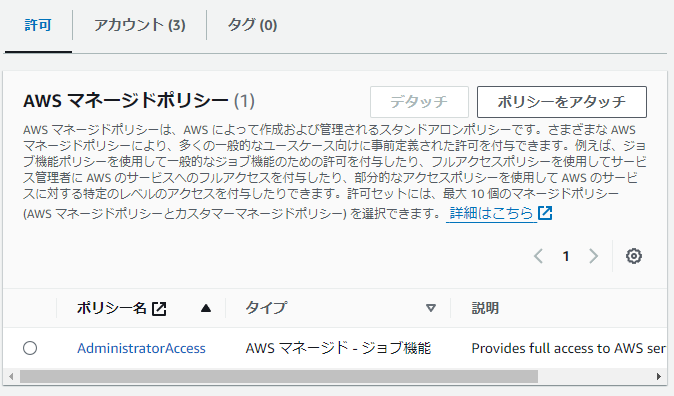 許可 アカウント (3) タグ (0)
AWS マネージドポリシー (1) デタッチ ポリシーをアタッチ
AWS マネージドポリシーは、AWS によって作成および管理されるスタンドアロンポリシーです。さまざまな AWS
マネージドポリシーにより、多くの一般的なユースケース向けに事前定義された許可を付与できます。例えば、ジョ
ブ機能ポリシーを使用して一般的なジョブ機能のための許可を付与したり、フルアクセスポリシーを使用してサービ
ス管理者に AWS のサービスへのフルアクセスを付与したり、部分的なアクセスポリシーを使用して AWS のサービ
スに対する特定のレベルのアクセスを付与したりできます。許可セットには、最大 10 個のマネージドポリシー
(AWS マネージドポリシーとカスタマーマネージドポリシー) を選択できます。 詳細はこちら
1
ポリシー名 タイプ 説明
AdministratorAccess AWS マネージド - ジョブ機能 Provides full access to AWS ser